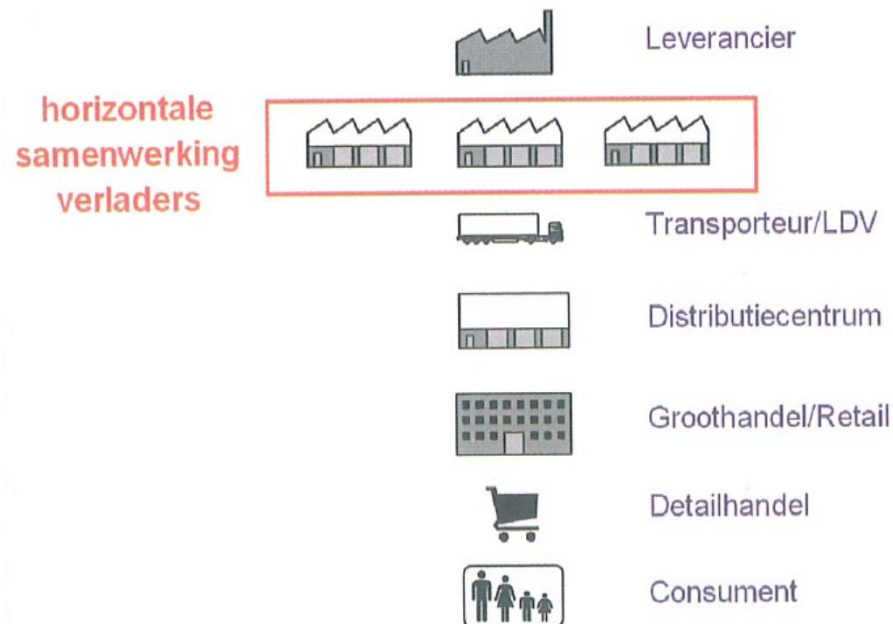 Leverancier
horizontale
samenwerking
verladers
Transporteur/LDV
Distributiecentrum
Groothandel/Retail
Detailhandel
Consument